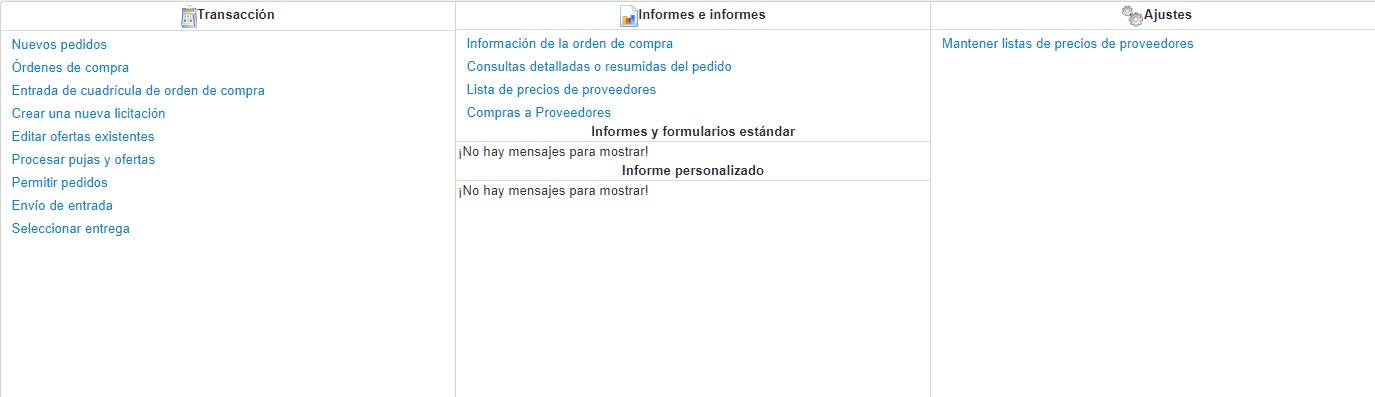 Transacción
Nuevos pedidos
Órdenes de compra
Entrada de cuadrícula de orden de compra
Crear una nueva licitación
Editar ofertas existentes
Procesar pujas y ofertas
Permitir pedidos
Envío de entrada
Seleccionar entrega
Informes e informes
Información de la orden de compra
Consultas detalladas o resumidas del pedido
Lista de precios de proveedores
Compras a Proveedores
Informes y formularios estándar
¡No hay mensajes para mostrar!
Informe personalizado
¡No hay mensajes para mostrar!
Ajustes
Mantener listas de precios de proveedores